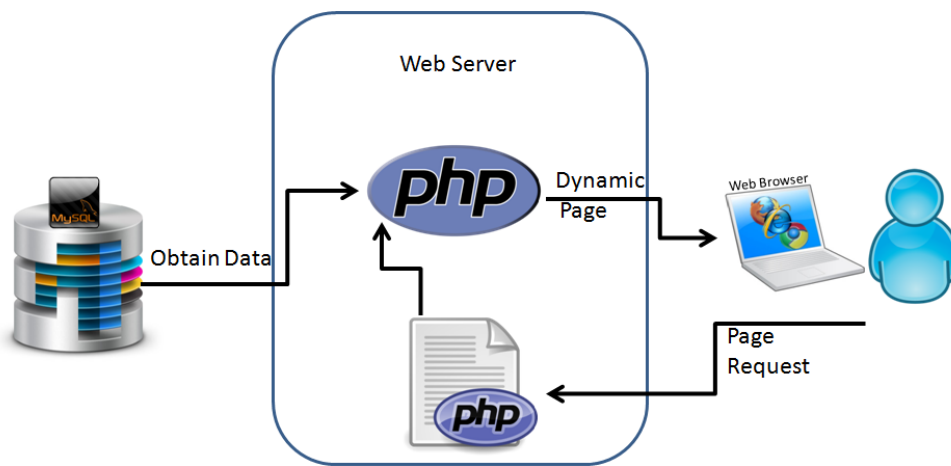 Web Server
php
Dynamic
Page
Web Browser
MySQL
Obtain Data
Page
Request
php